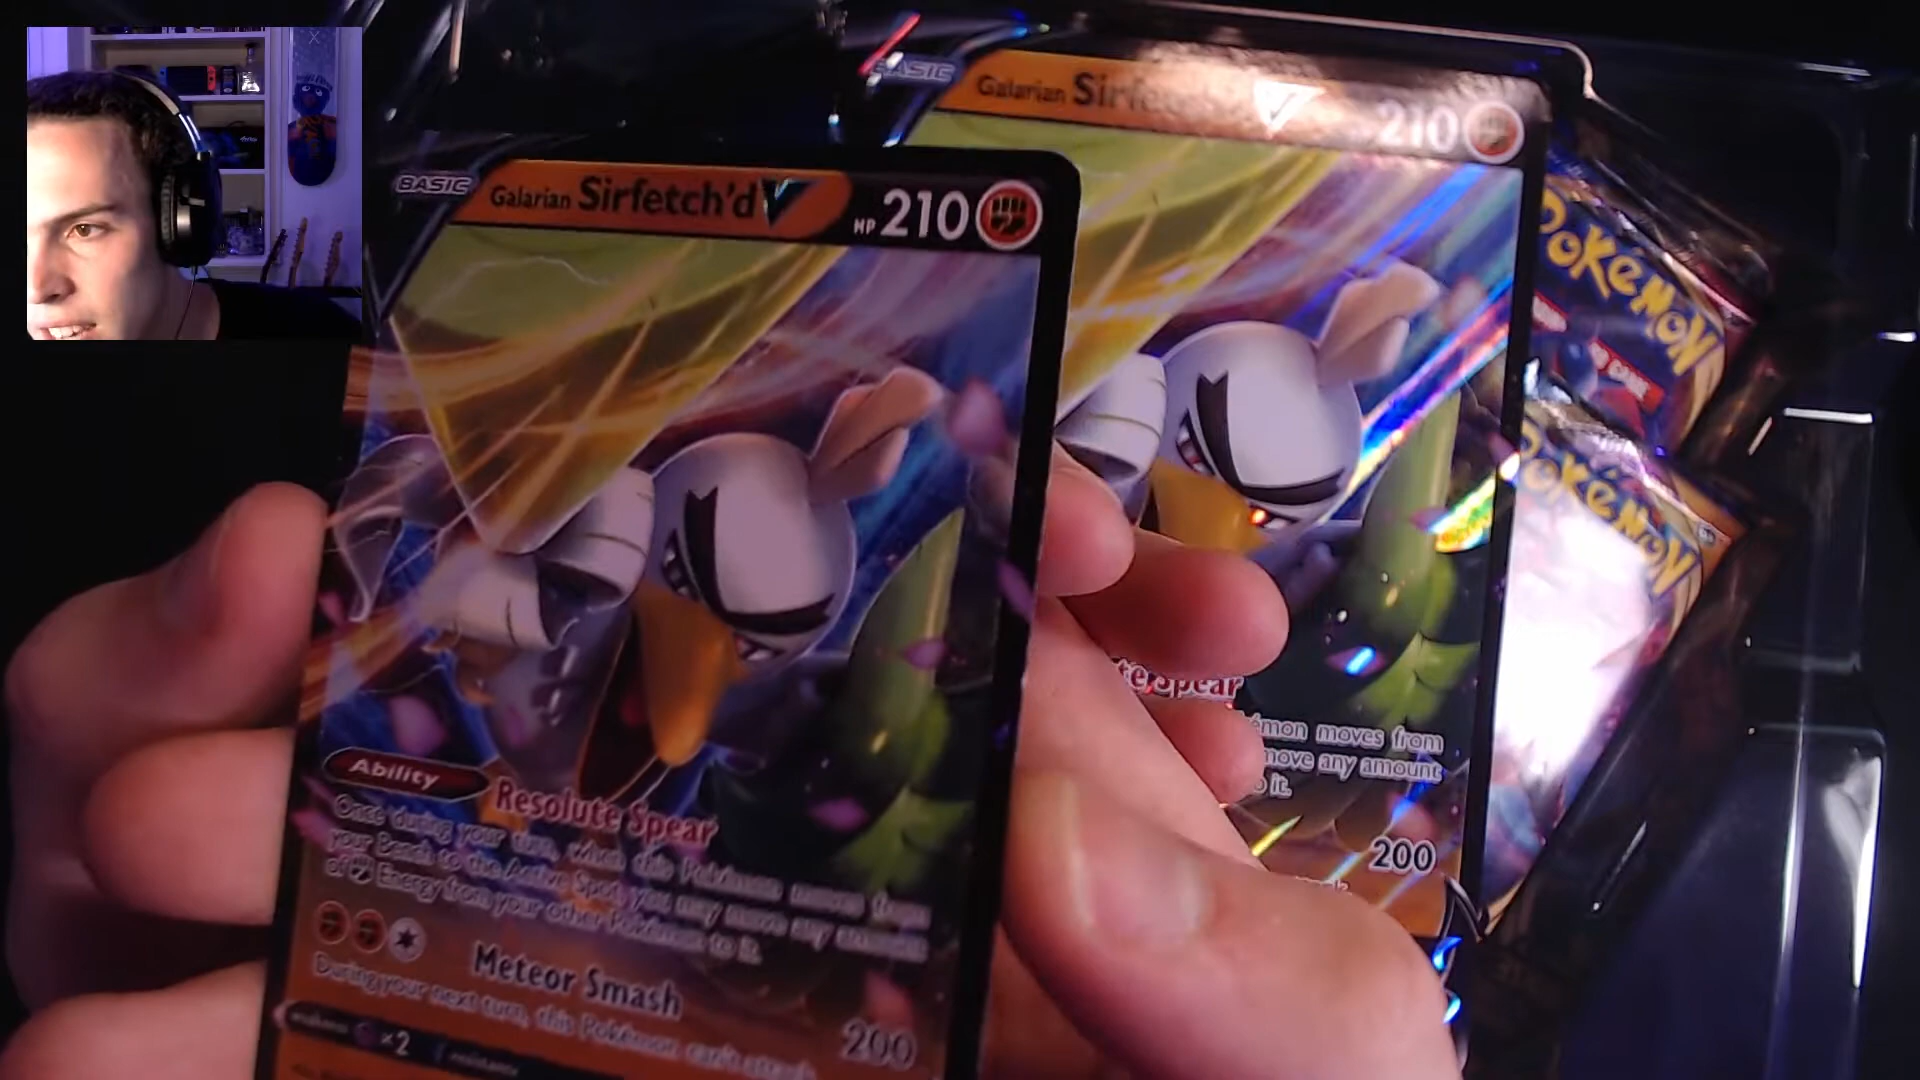 BASIC
Galarian Sirfetch'd V
HP 210
Ability
Resolute Spear
Once during your turn, when this Pokémon moves from
your Bench to the Active Spot, you may move any amount
of Energy from your other Pokémon to it.
Meteor Smash
200
During your next turn, this Pokémon can't attack.
weakness ×2
resistance
BASIC
Galarian
210
Spear
moves from
move any amount
it.
200
POKÉMON
POKÉMON